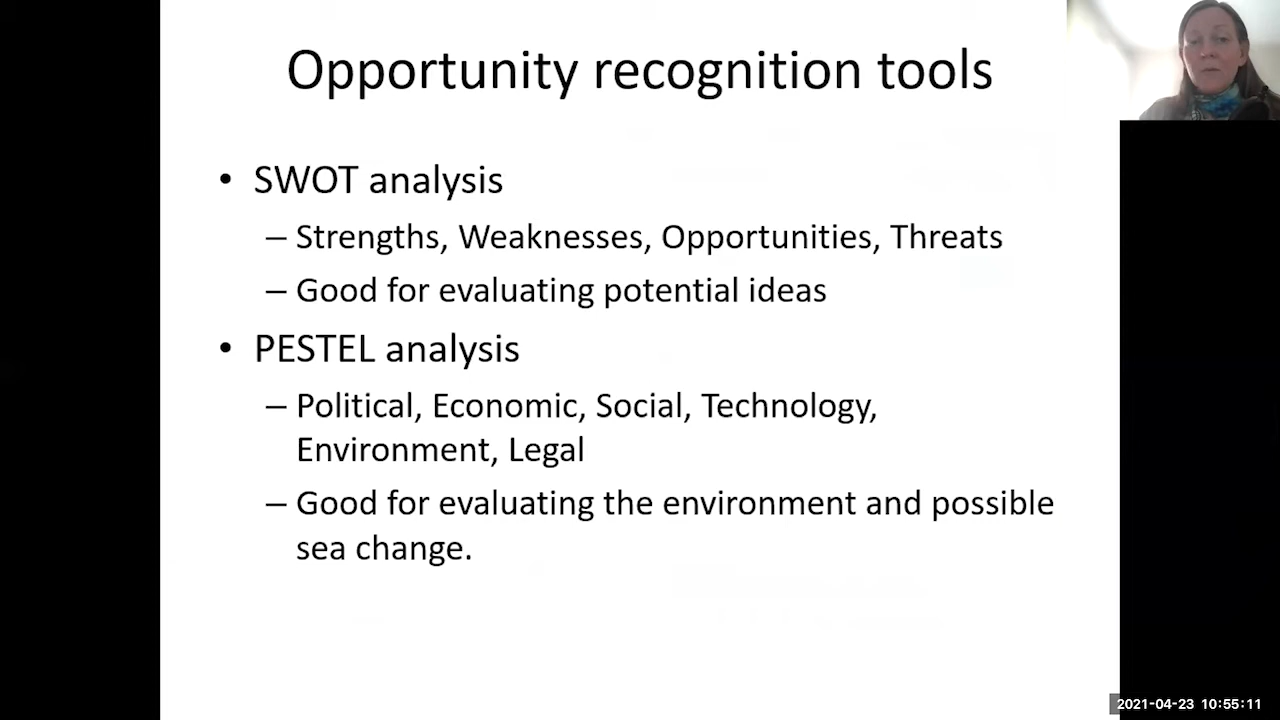 Opportunity recognition tools
• SWOT analysis
– Strengths, Weaknesses, Opportunities, Threats
– Good for evaluating potential ideas
• PESTEL analysis
– Political, Economic, Social, Technology,
Environment, Legal
– Good for evaluating the environment and possible
sea change.
2021-04-23 10:55:11